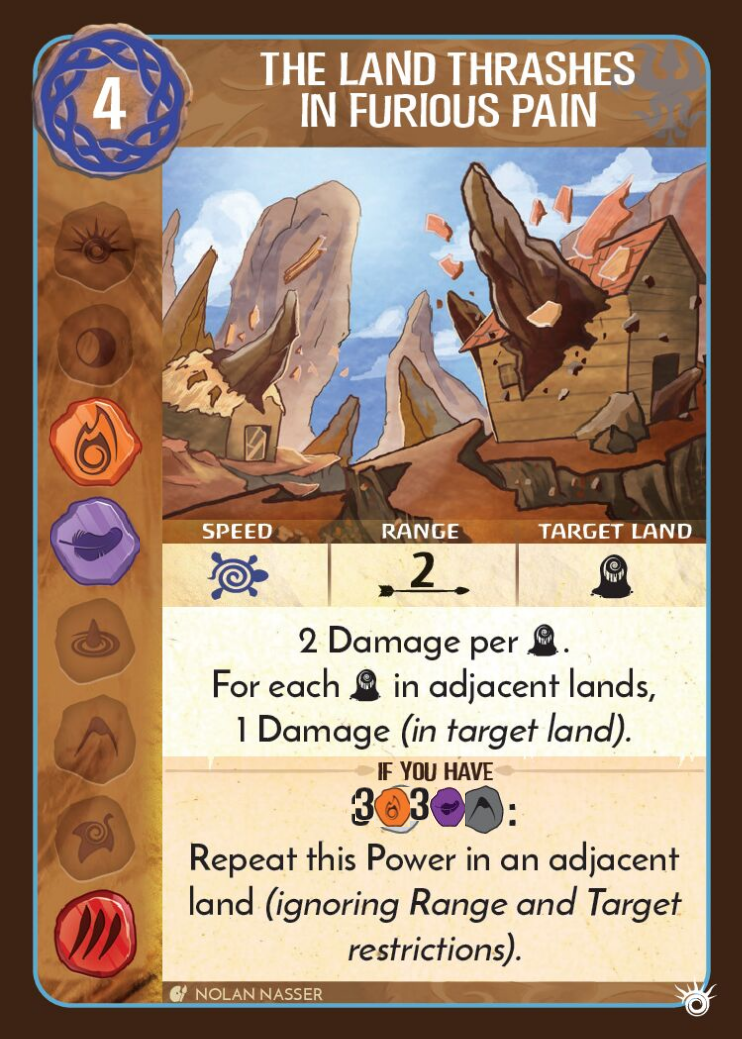 4
THE LAND THRASHES
IN FURIOUS PAIN
SPEED RANGE TARGET LAND
2
2 Damage per .
For each in adjacent lands,
1 Damage (in target land).
IF YOU HAVE
3 3 :
Repeat this Power in an adjacent
land (ignoring Range and Target
restrictions).
NOLAN NASSER